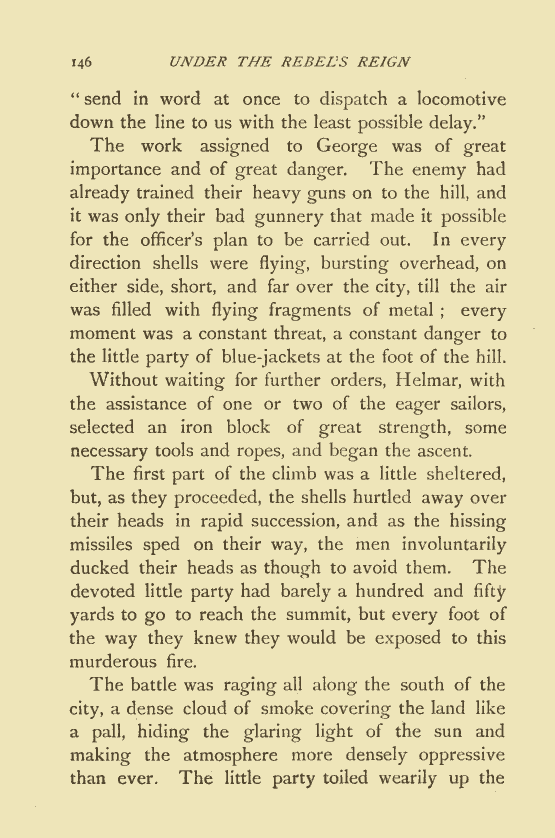 146 UNDER THE REBEL'S REIGN
“send in word at once to dispatch a locomotive
down the line to us with the least possible delay.”
The work assigned to George was of great
importance and of great danger. The enemy had
already trained their heavy guns on to the hill, and
it was only their bad gunnery that made it possible
for the officer's plan to be carried out. In every
direction shells were flying, bursting overhead, on
either side, short, and far over the city, till the air
was filled with flying fragments of metal ; every
moment was a constant threat, a constant danger to
the little party of blue-jackets at the foot of the hill.
Without waiting for further orders, Helmar, with
the assistance of one or two of the eager sailors,
selected an iron block of great strength, some
necessary tools and ropes, and began the ascent.
The first part of the climb was a little sheltered,
but, as they proceeded, the shells hurtled away over
their heads in rapid succession, and as the hissing
missiles sped on their way, the men involuntarily
ducked their heads as though to avoid them. The
devoted little party had barely a hundred and fifty
yards to go to reach the summit, but every foot of
the way they knew they would be exposed to this
murderous fire.
The battle was raging all along the south of the
city, a dense cloud of smoke covering the land like
a pall, hiding the glaring light of the sun and
making the atmosphere more densely oppressive
than ever. The little party toiled wearily up the